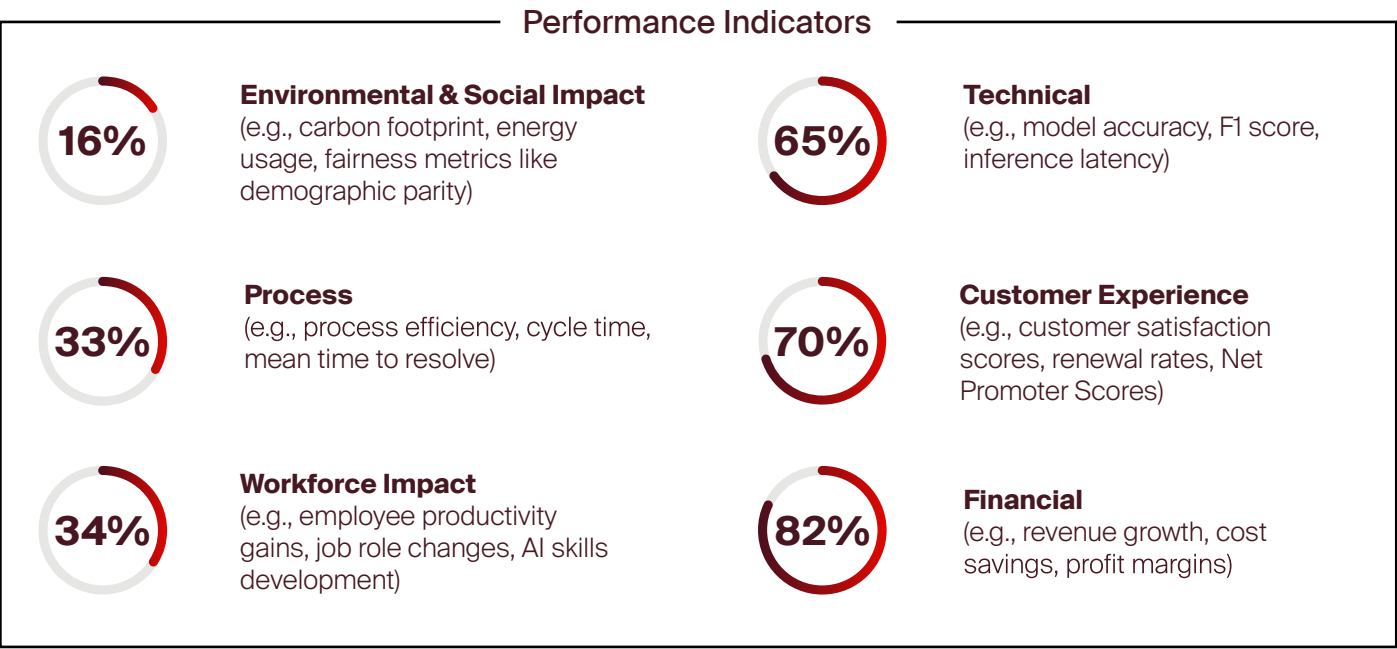 Performance Indicators
16%
Environmental & Social Impact
(e.g., carbon footprint, energy
usage, fairness metrics like
demographic parity)
33%
Process
(e.g., process efficiency, cycle time,
mean time to resolve)
34%
Workforce Impact
(e.g., employee productivity
gains, job role changes, AI skills
development)
65%
Technical
(e.g., model accuracy, F1 score,
inference latency)
70%
Customer Experience
(e.g., customer satisfaction
scores, renewal rates, Net
Promoter Scores)
82%
Financial
(e.g., revenue growth, cost
savings, profit margins)